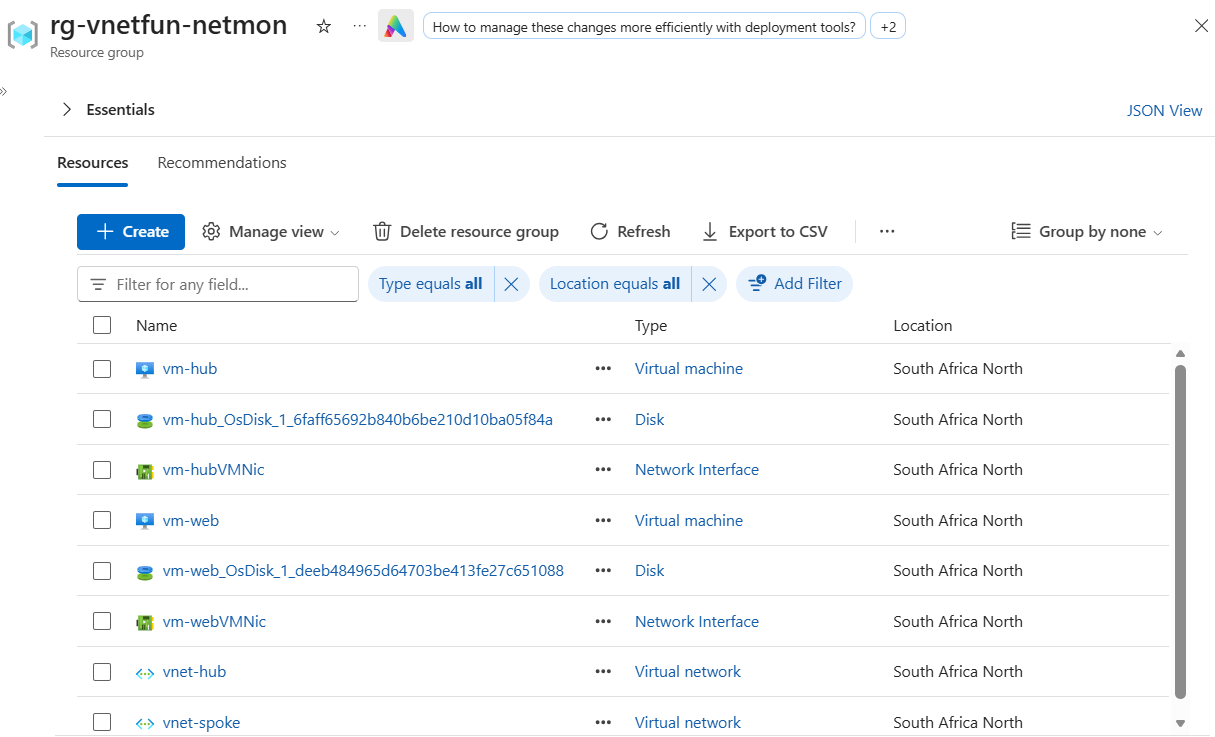 rg-vnetfun-netmon
How to manage these changes more efficiently with deployment tools?
+2
Resource group
Essentials
JSON View
Resources
Recommendations
Create
Manage view
Delete resource group
Refresh
Export to CSV
Group by none
Filter for any field...
Type equals all
Location equals all
Add Filter
Name Type Location
vm-hub Virtual machine South Africa North
vm-hub_OsDisk_1_6faff65692b840b6be210d10ba05f84a Disk South Africa North
vm-hubVMNic Network Interface South Africa North
vm-web Virtual machine South Africa North
vm-web_OsDisk_1_deeb484965d64703be413fe27c651088 Disk South Africa North
vm-webVMNic Network Interface South Africa North
vnet-hub Virtual network South Africa North
vnet-spoke Virtual network South Africa North